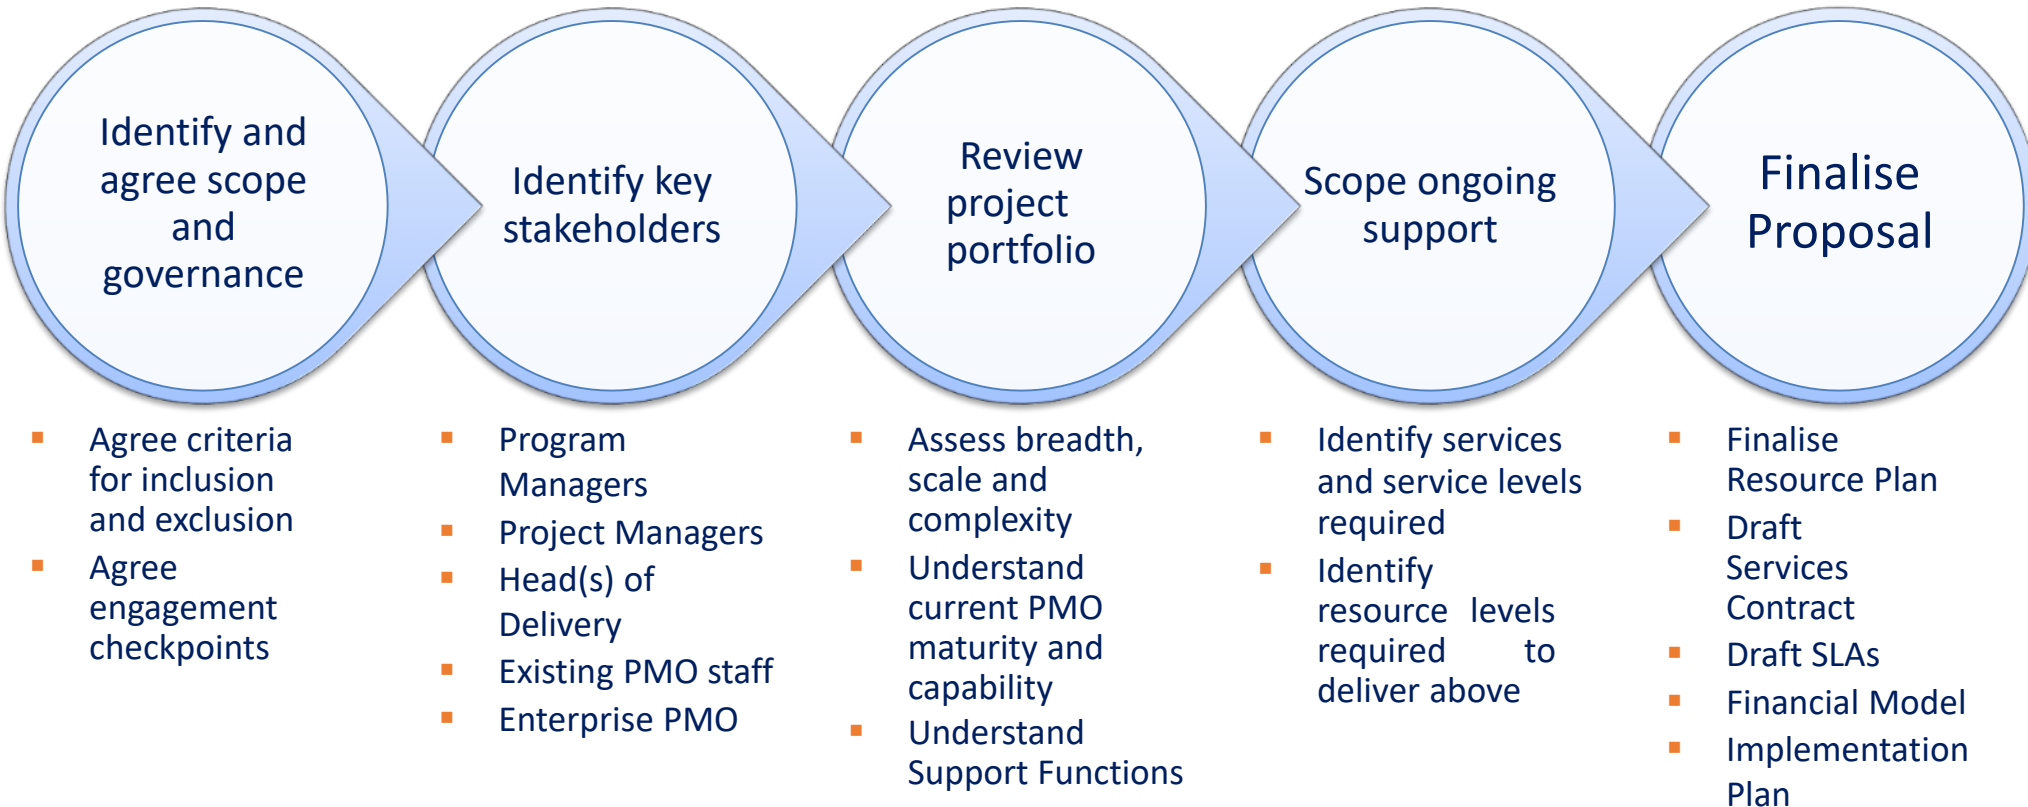 Identify and
agree scope
and
governance
Identify key
stakeholders
Review
project
portfolio
Scope ongoing
support
Finalise
Proposal
Agree criteria
for inclusion
and exclusion
Agree
engagement
checkpoints
Program
Managers
Project Managers
Head(s) of
Delivery
Existing PMO staff
Enterprise PMO
Assess breadth,
scale and
complexity
Understand
current PMO
maturity and
capability
Understand
Support Functions
Identify services
and service levels
required
Identify
resource levels
required to
deliver above
Finalise
Resource Plan
Draft
Services
Contract
Draft SLAs
Financial Model
Implementation
Plan